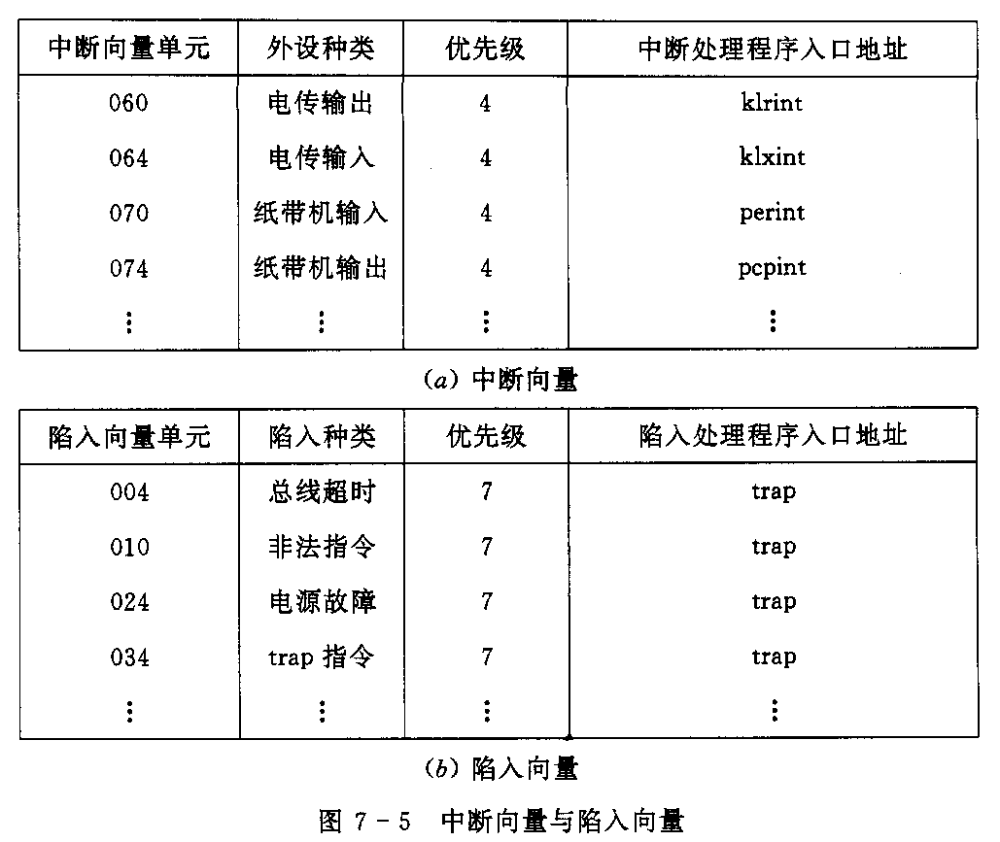 中断向量单元 外设种类 优先级 中断处理程序入口地址
060 电传输出 4 klrint
064 电传输入 4 klxint
070 纸带机输入 4 perint
074 纸带机输出 4 pcpint
⋮ ⋮ ⋮ ⋮
(a) 中断向量
陷入向量单元 陷入种类 优先级 陷入处理程序入口地址
004 总线超时 7 trap
010 非法指令 7 trap
024 电源故障 7 trap
034 trap 指令 7 trap
⋮ ⋮ ⋮ ⋮
(b) 陷入向量
图 7-5 中断向量与陷入向量